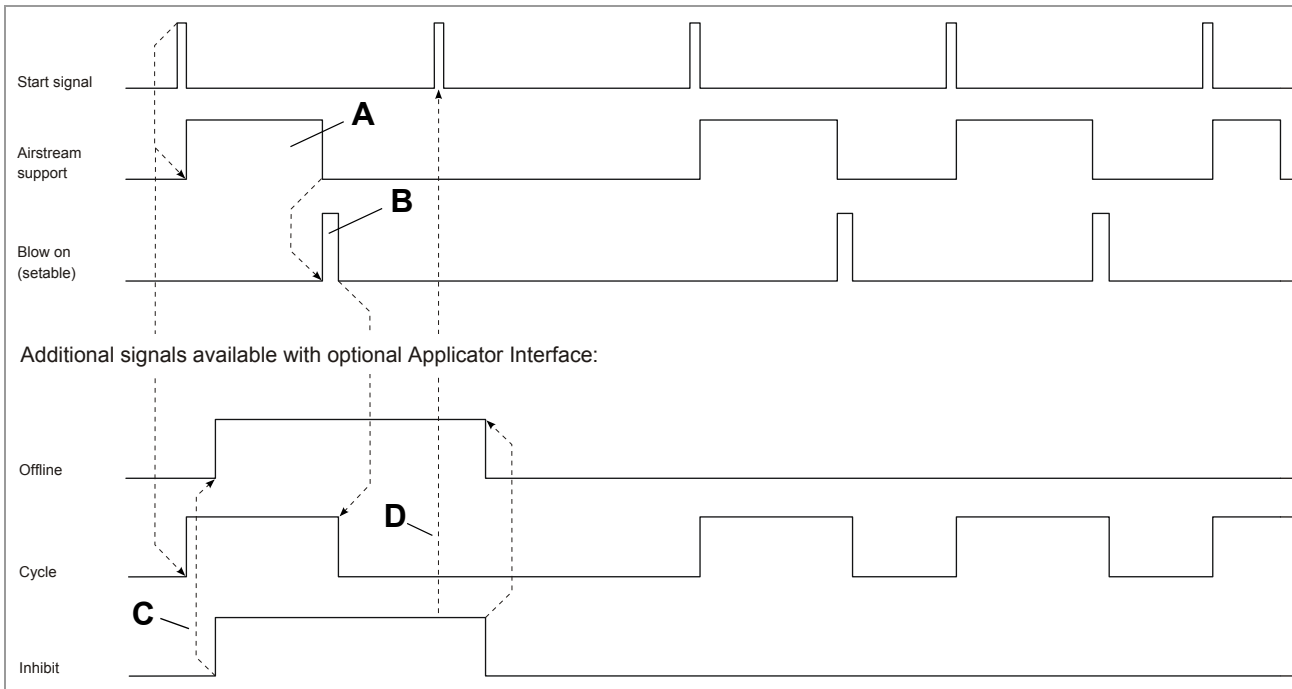 Start signal
A
Airstream
support
B
Blow on
(setable)
Additional signals available with optional Applicator Interface:
Offline
D
Cycle
C
Inhibit